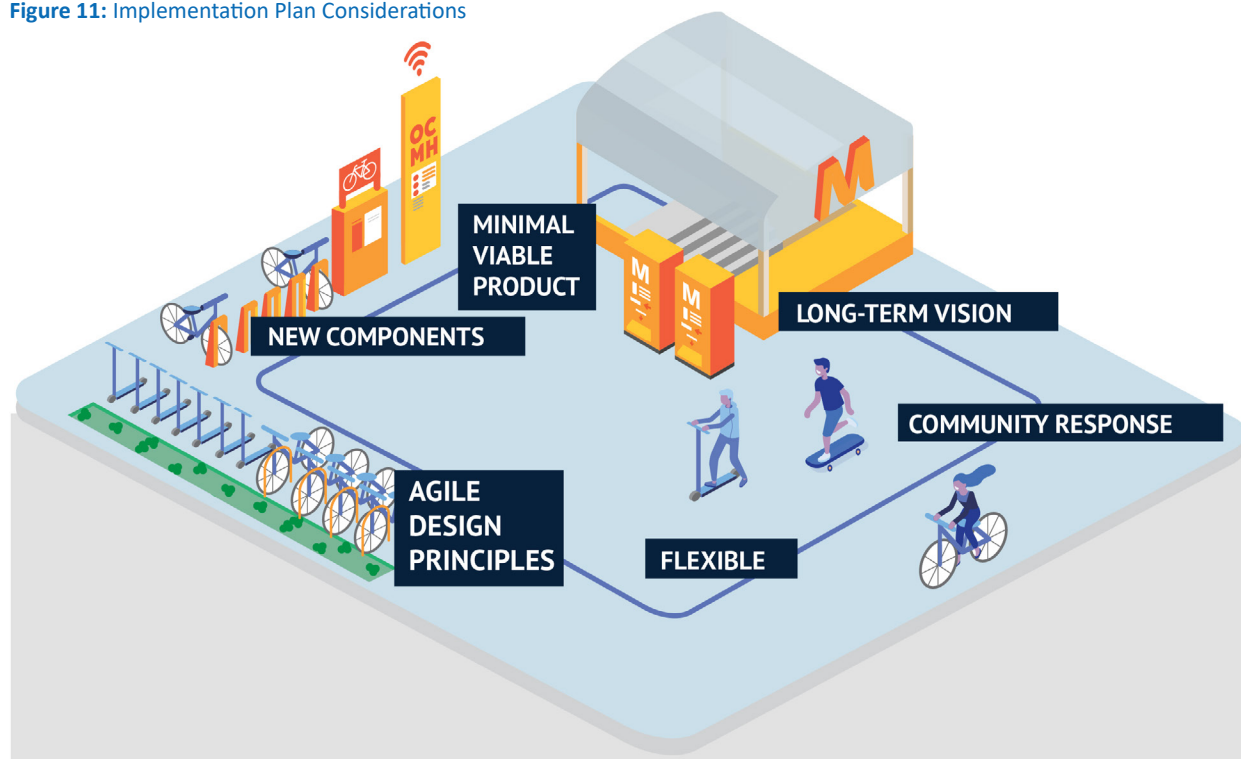 Figure 11: Implementation Plan Considerations
OC
MH
M
MINIMAL
VIABLE
PRODUCT
M
M
LONG-TERM VISION
NEW COMPONENTS
COMMUNITY RESPONSE
AGILE
DESIGN
PRINCIPLES
FLEXIBLE